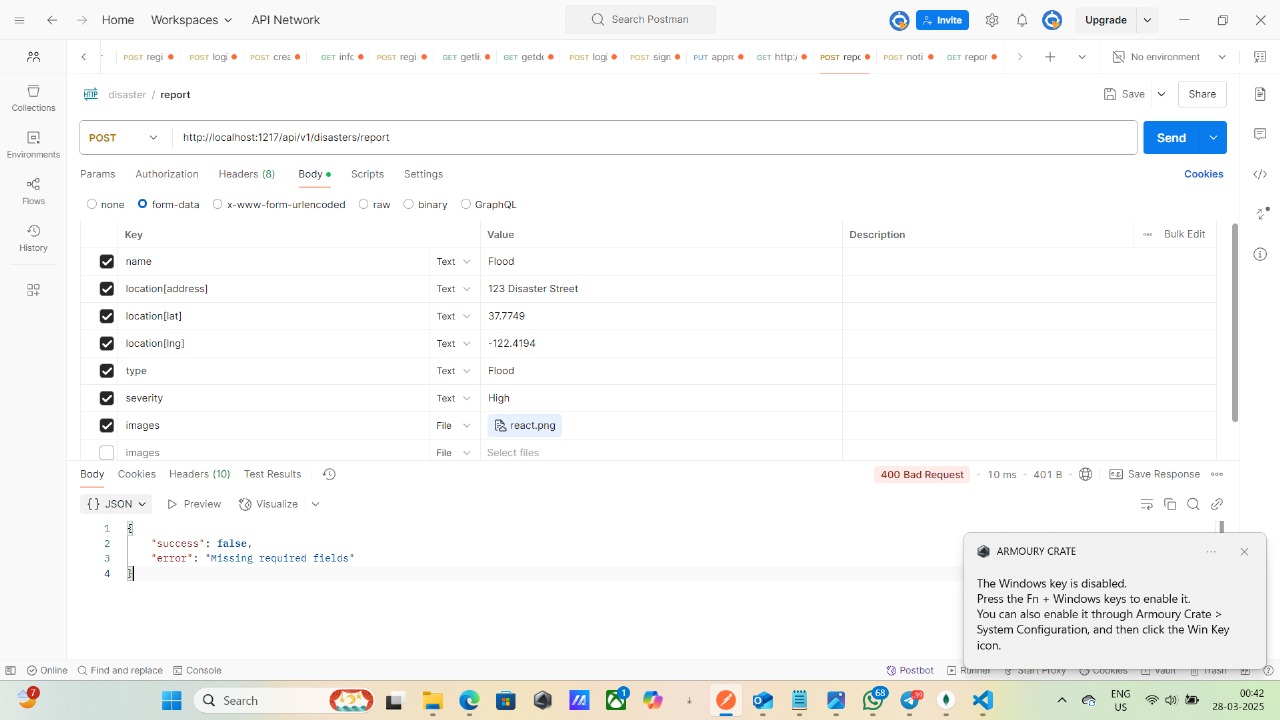 Home Workspaces API Network Search Postman Invite Upgrade
POST regi POST logi POST crea GET info POST regi GET getli. GET getde POST logi POST sign PUT appr GET http:/ POST repo POST noti GET repor No environment
HTTP disaster / report Save Share
POST http://localhost:1217/api/v1/disasters/report Send
Params Authorization Headers (8) Body Scripts Settings Cookies
none form-data x-www-form-urlencoded raw binary GraphQL
Key Value Description Bulk Edit
name Text Flood
location[address] Text 123 Disaster Street
location[lat] Text 37.7749
location[lng] Text -122.4194
type Text Flood
severity Text High
images File react.png
images File Select files
Collections
Environments
Flows
History
Body Cookies Headers (10) Test Results 400 Bad Request 10 ms 401 B Save Response
{} JSON Preview Visualize
1 {
2 "success": false,
3 "error": "Missing required fields"
4 }
ARMOURY CRATE
The Windows key is disabled.
Press the Fn + Windows keys to enable it.
You can also enable it through Armoury Crate >
System Configuration, and then click the Win Key
icon.
Online Find and replace Console Postbot Runner Start Proxy Cookies Vault Trash
7 Search 1 68 99 ENG 00:42
US 28-03-2025